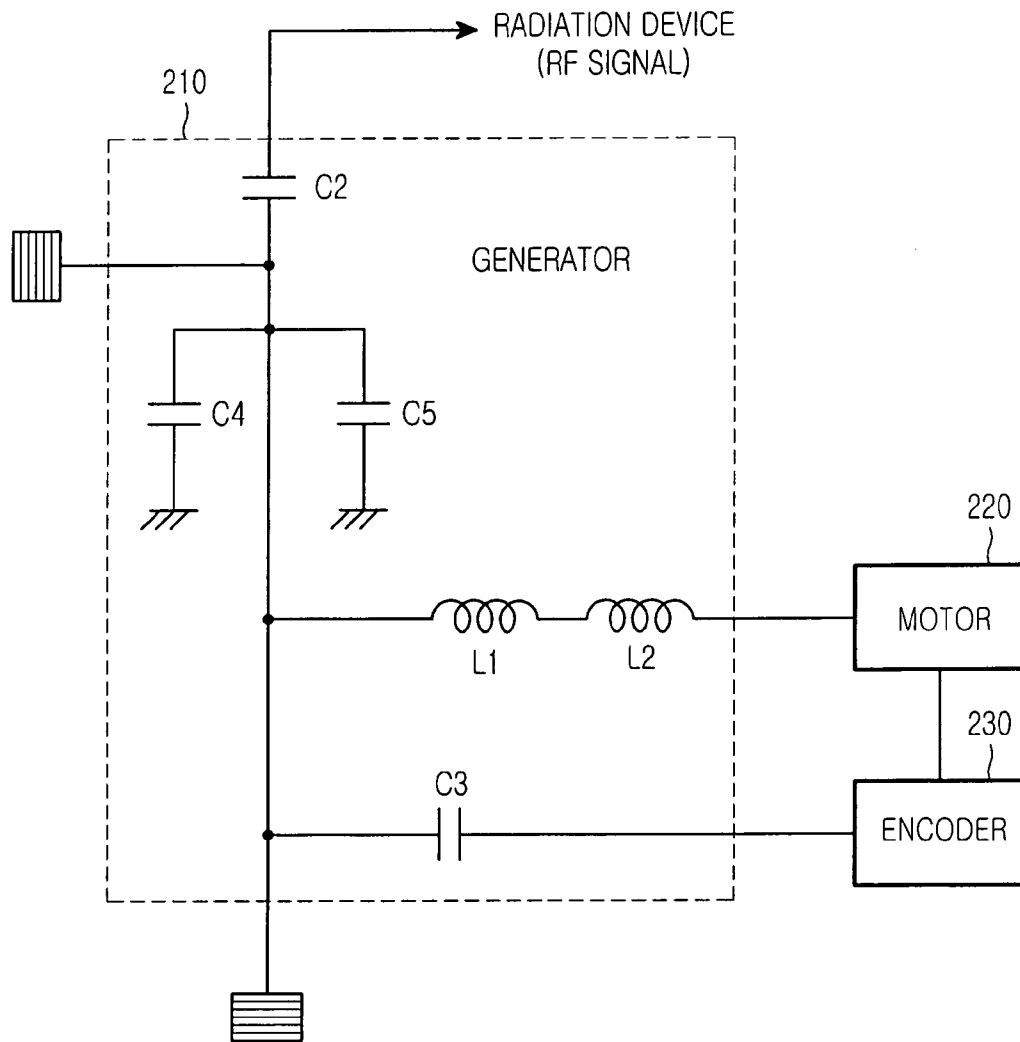 RADIATION DEVICE
(RF SIGNAL)
210
C2
GENERATOR
C4
C5
220
MOTOR
L1
L2
230
C3
ENCODER